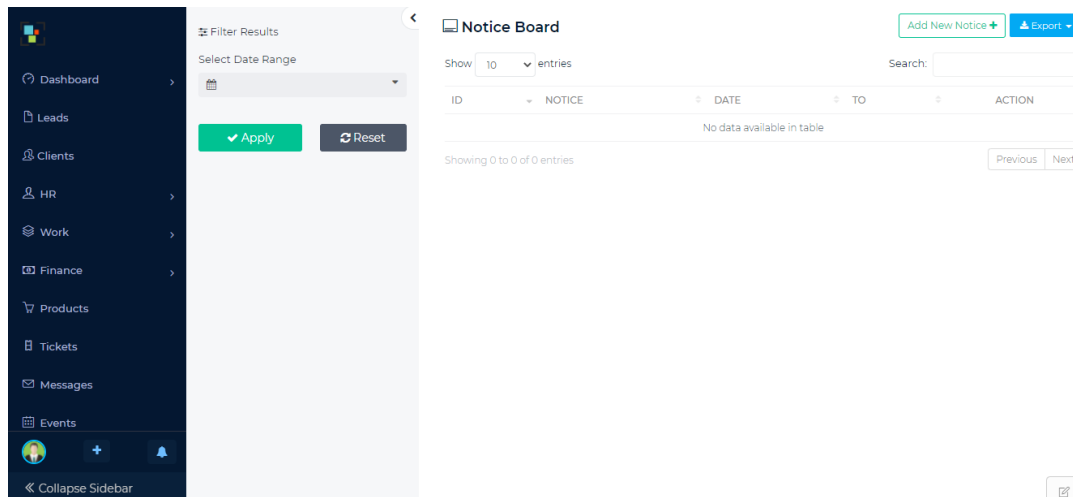 Dashboard
Leads
Clients
HR
Work
Finance
Products
Tickets
Messages
Events
Collapse Sidebar
Filter Results
Select Date Range
Apply Reset
Notice Board
Add New Notice + Export
Show 10 entries Search:
ID NOTICE DATE TO ACTION
No data available in table
Showing 0 to 0 of 0 entries
Previous Next